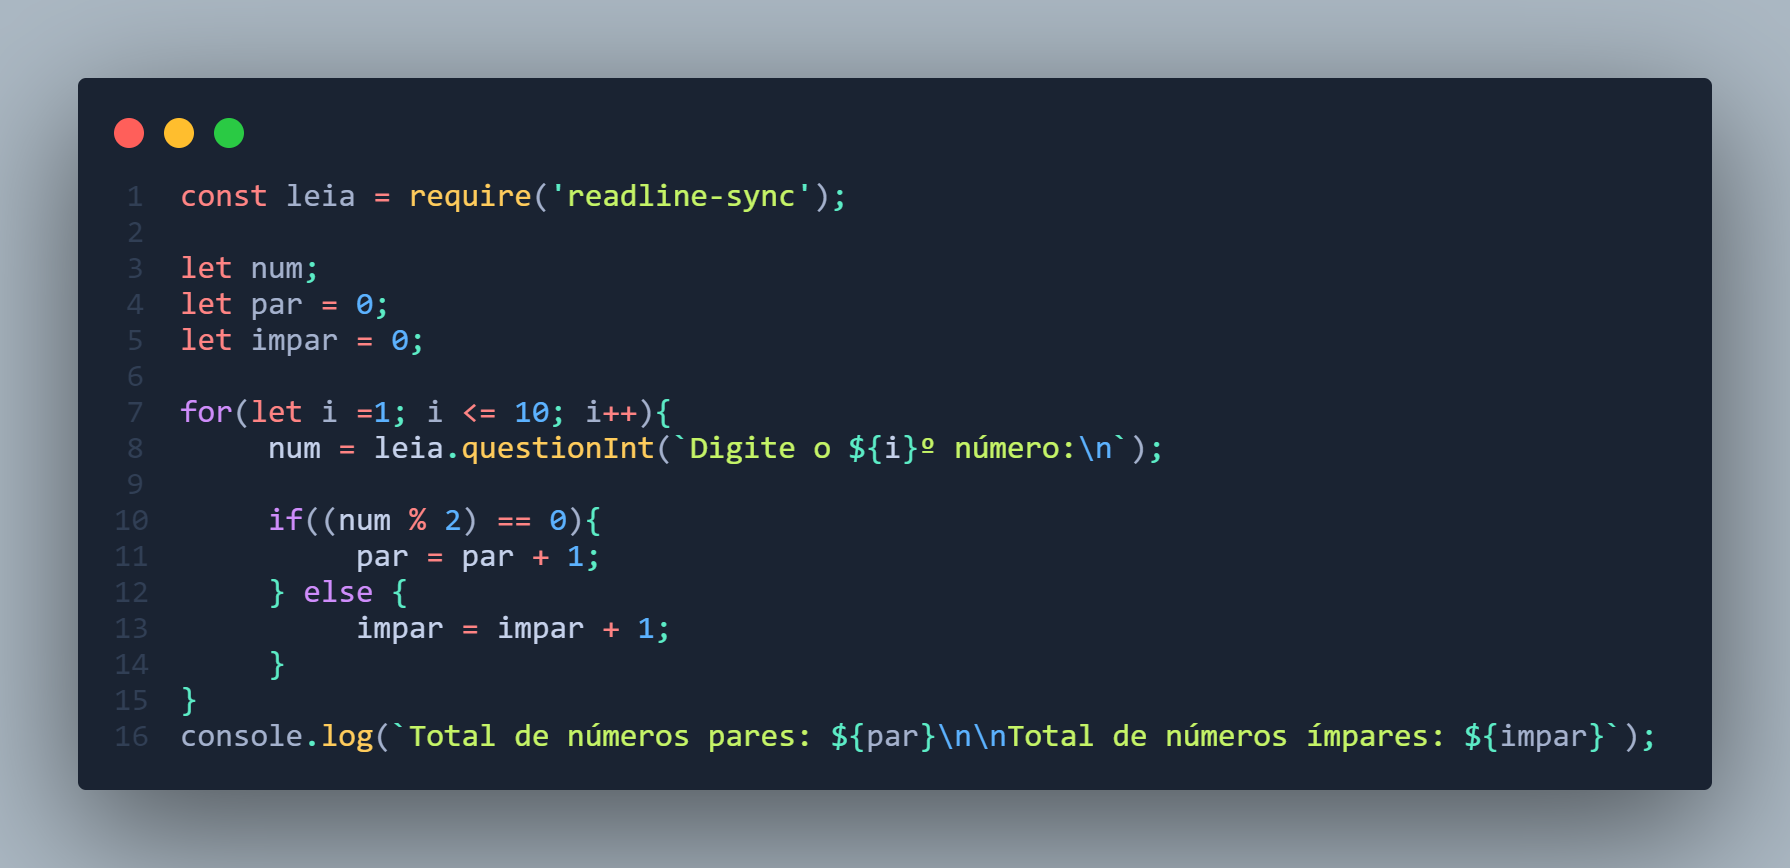 1 const leia = require('readline-sync');
2
3 let num;
4 let par = 0;
5 let impar = 0;
6
7 for(let i =1; i <= 10; i++){
8      num = leia.questionInt(`Digite o ${i}º número:\n`);
9
10      if((num % 2) == 0){
11           par = par + 1;
12      } else {
13           impar = impar + 1;
14      }
15 }
16 console.log(`Total de números pares: ${par}\n\nTotal de números ímpares: ${impar}`);